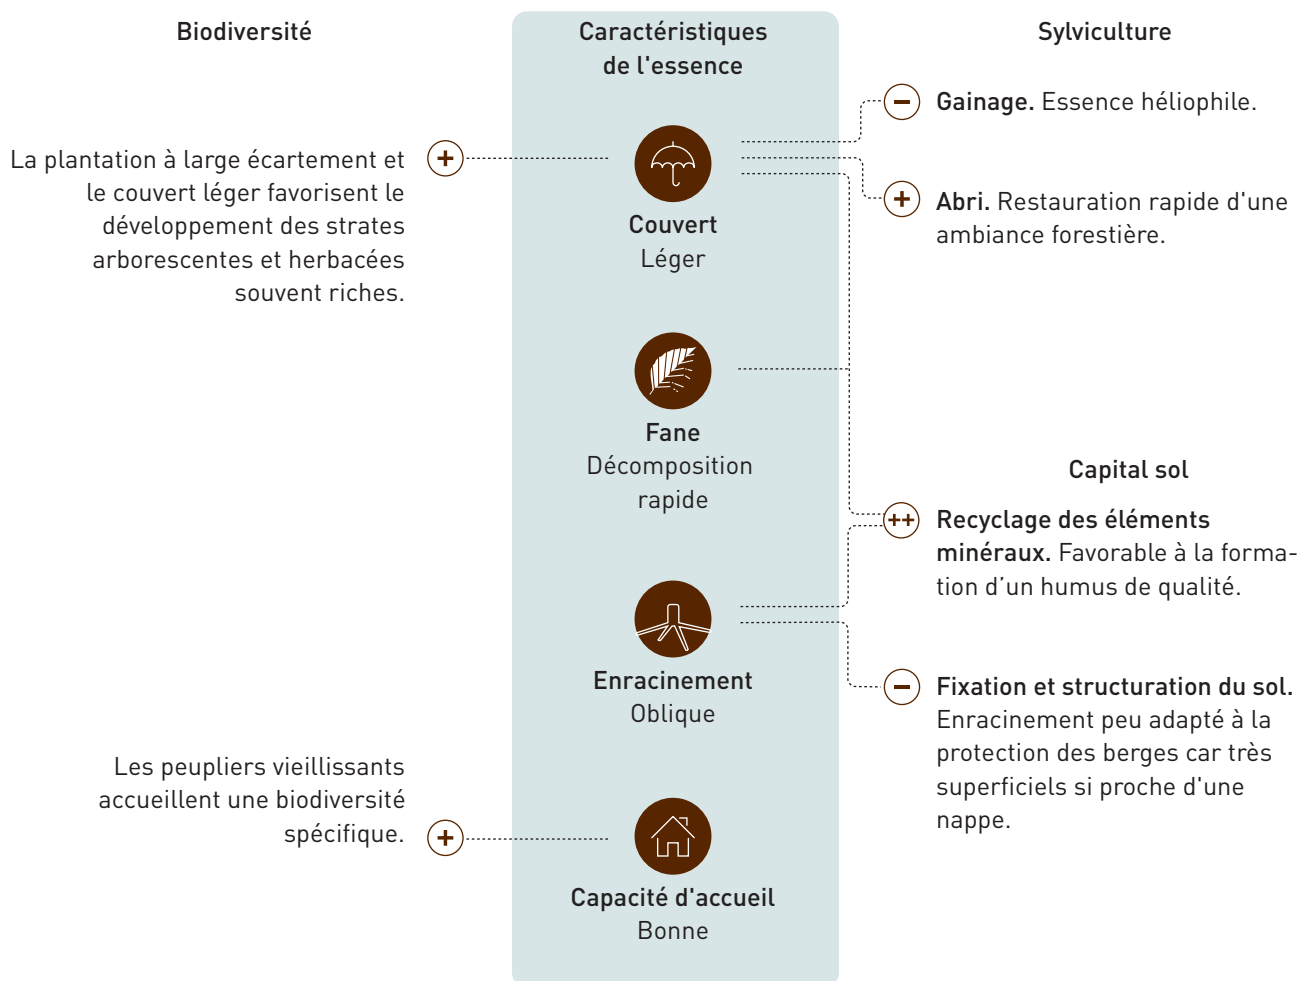 Biodiversité
La plantation à large écartement et
le couvert léger favorisent le
développement des strates
arborescentes et herbacées
souvent riches.
+
Les peupliers vieillissants
accueillent une biodiversité
spécifique.
+
Caractéristiques
de l'essence
Couvert
Léger
Fane
Décomposition
rapide
Enracinement
Oblique
Capacité d'accueil
Bonne
Sylviculture
− Gainage. Essence héliophile.
+ Abri. Restauration rapide d'une
ambiance forestière.
Capital sol
++ Recyclage des éléments
minéraux. Favorable à la forma-
tion d’un humus de qualité.
− Fixation et structuration du sol.
Enracinement peu adapté à la
protection des berges car très
superficiels si proche d'une
nappe.